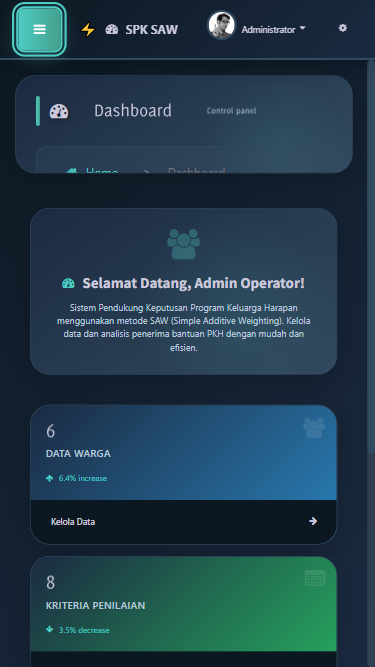 SPK SAW
Administrator
Dashboard
Control panel
Home > Dashboard
Selamat Datang, Admin Operator!
Sistem Pendukung Keputusan Program Keluarga Harapan
menggunakan metode SAW (Simple Additive Weighting). Kelola
data dan analisis penerima bantuan PKH dengan mudah dan
efisien.
6
DATA WARGA
6.4% increase
Kelola Data
8
KRITERIA PENILAIAN
3.5% decrease